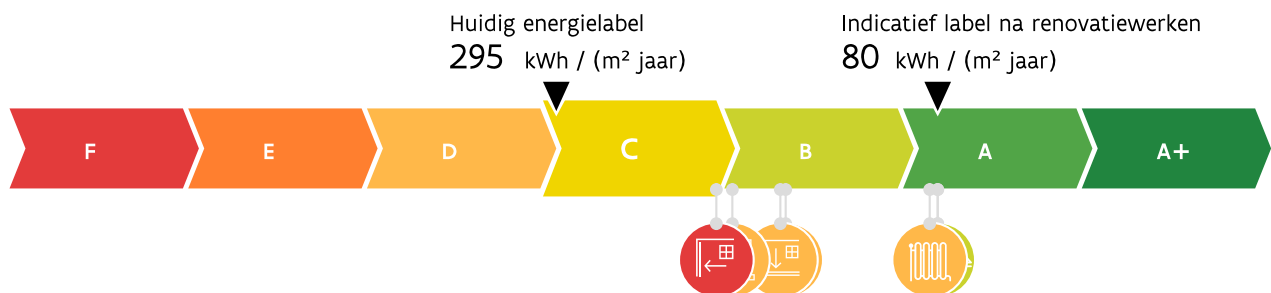 Huidig energielabel
295 kWh / (m² jaar)
Indicatief label na renovatiewerken
80 kWh / (m² jaar)
F E D C B A A+